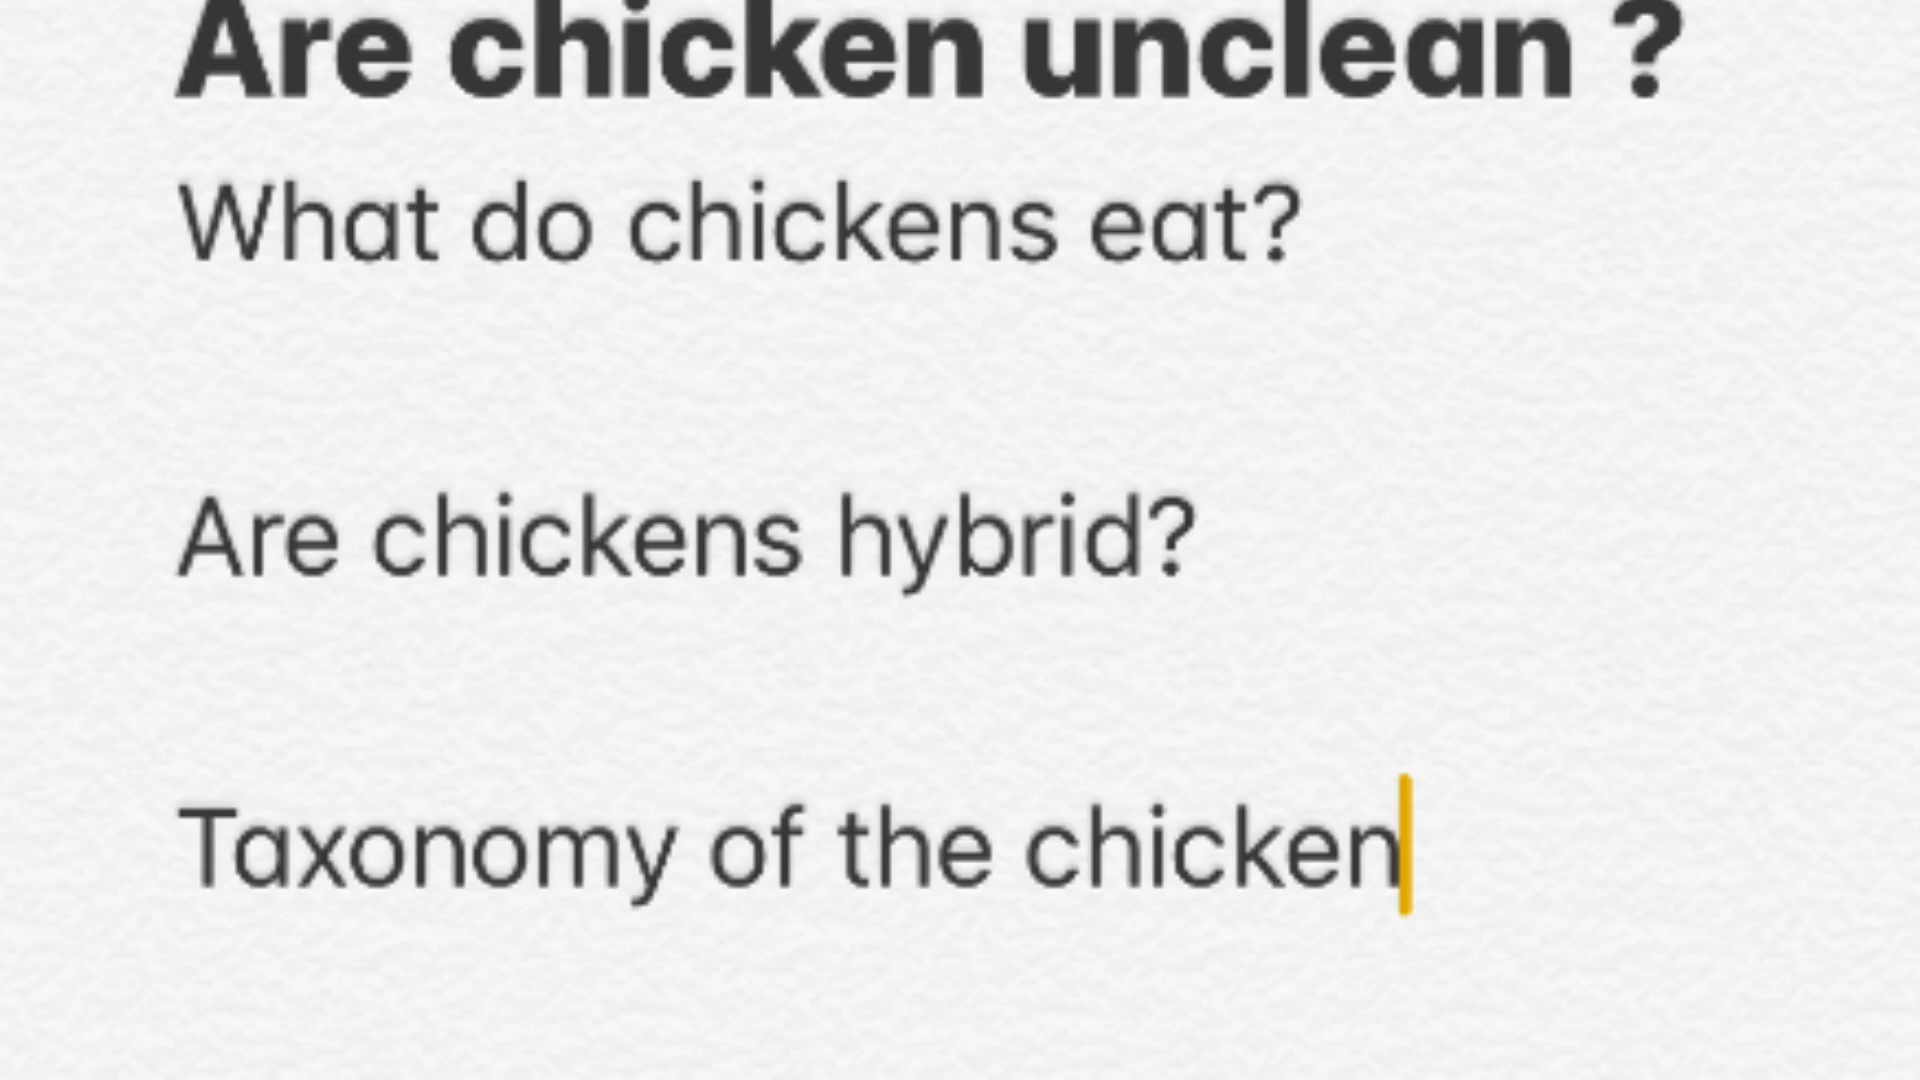 Are chicken unclean ?
What do chickens eat?
Are chickens hybrid?
Taxonomy of the chicken